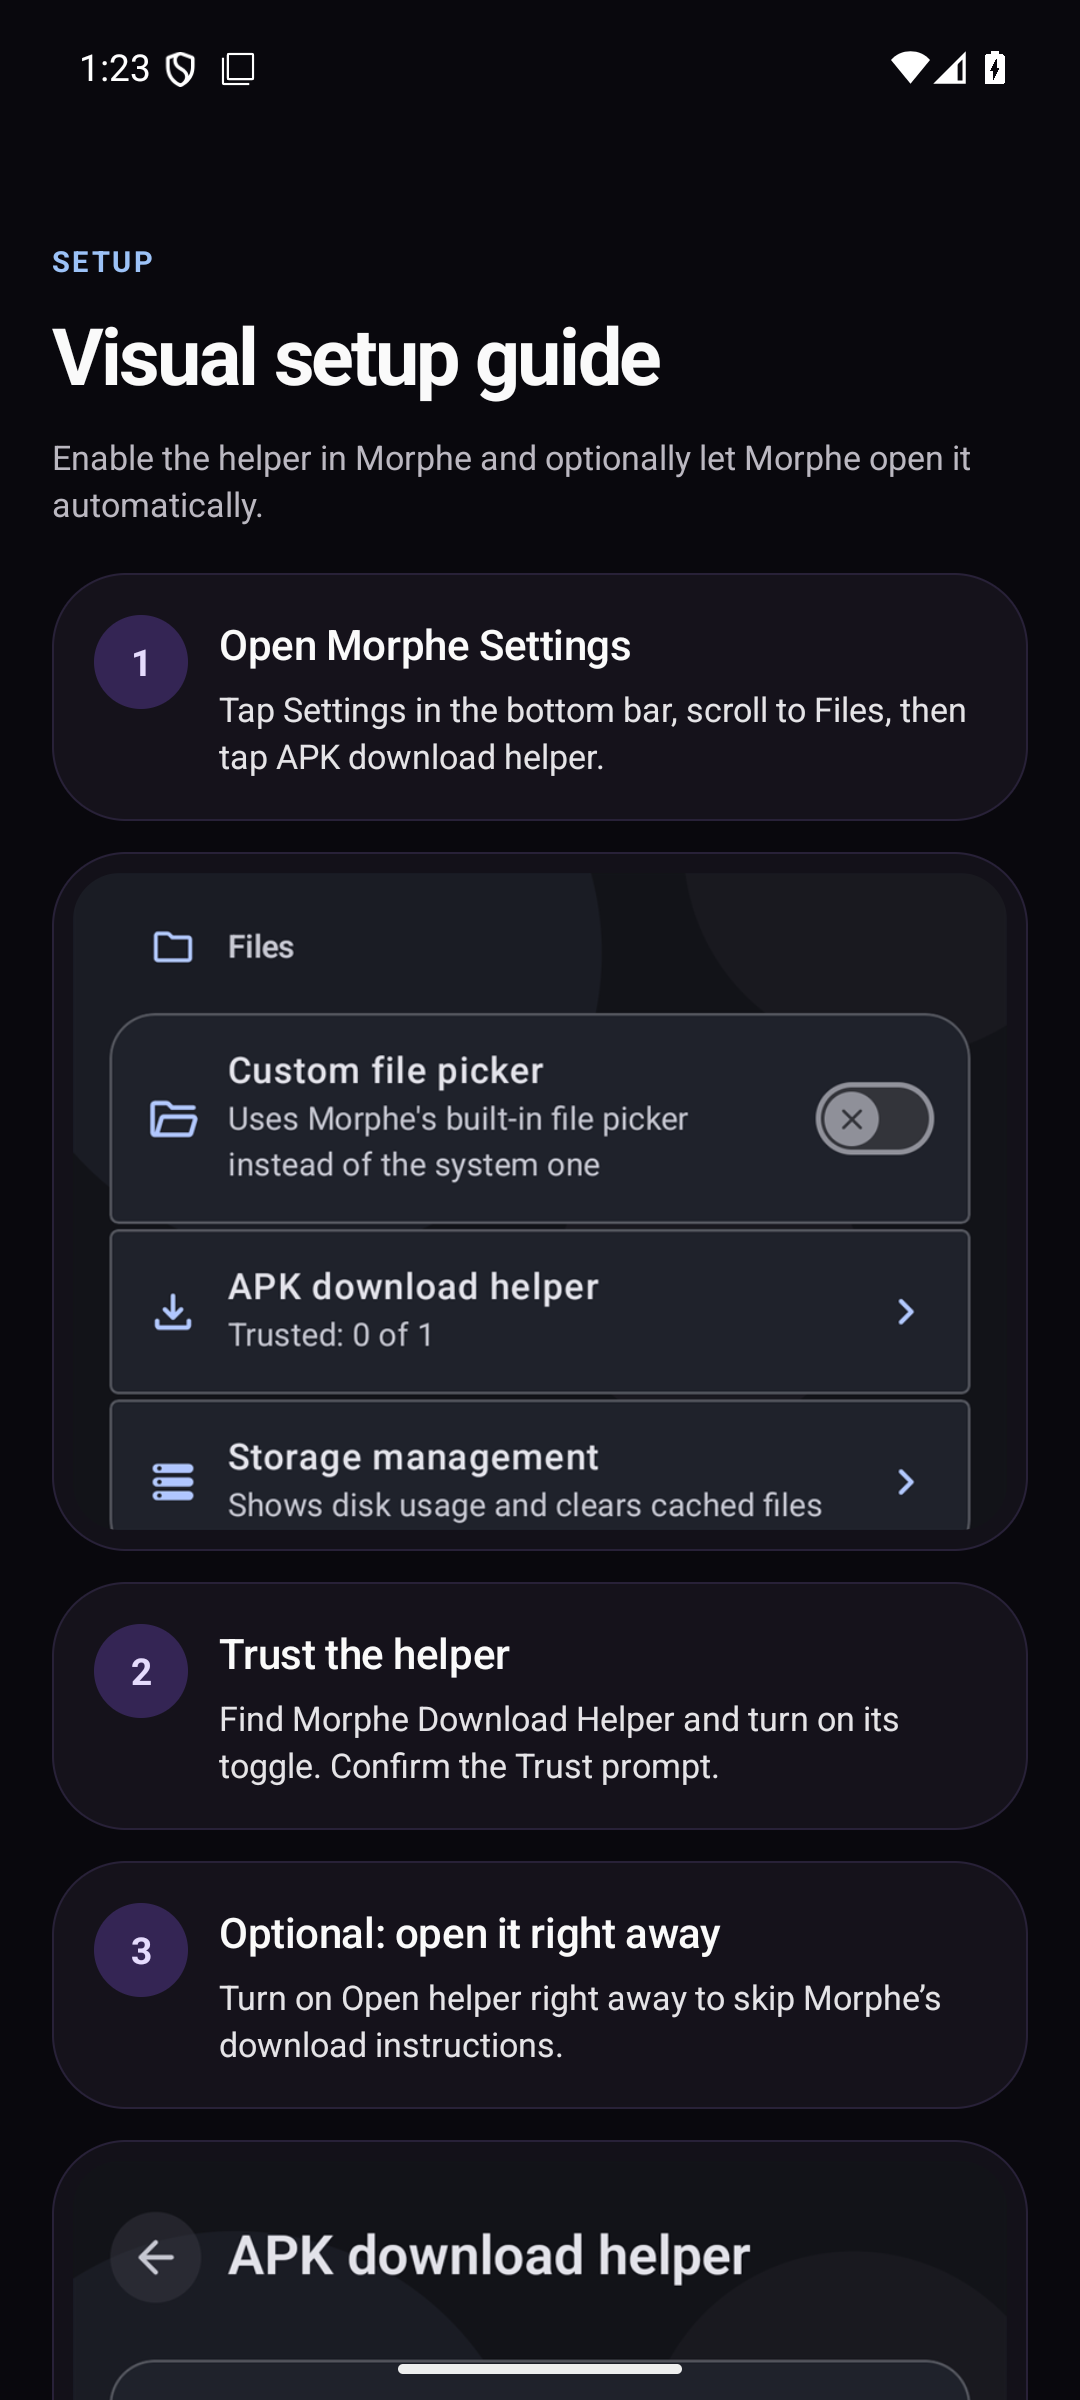 1:23
SETUP
Visual setup guide
Enable the helper in Morphe and optionally let Morphe open it
automatically.
1
Open Morphe Settings
Tap Settings in the bottom bar, scroll to Files, then
tap APK download helper.
Files
Custom file picker
Uses Morphe's built-in file picker
instead of the system one
APK download helper
Trusted: 0 of 1
Storage management
Shows disk usage and clears cached files
2
Trust the helper
Find Morphe Download Helper and turn on its
toggle. Confirm the Trust prompt.
3
Optional: open it right away
Turn on Open helper right away to skip Morphe’s
download instructions.
APK download helper